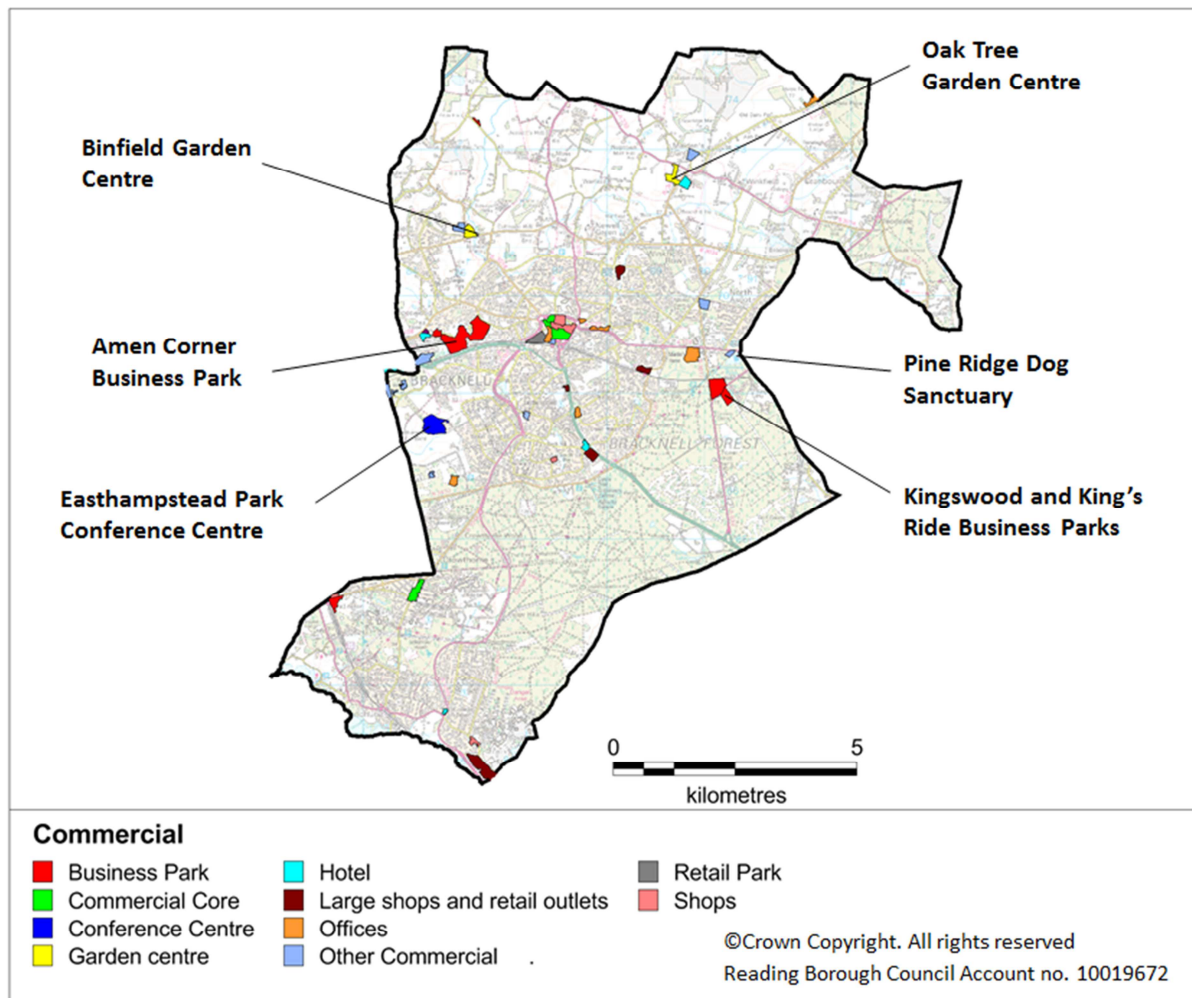 Oak Tree
Garden Centre
Binfield Garden
Centre
Amen Corner
Business Park
BRACKNELL
Pine Ridge Dog
Sanctuary
BRACKNELL FOREST
Easthampstead Park
Conference Centre
Kingswood and King's
Ride Business Parks
0 5
kilometres
Commercial
Business Park
Commercial Core
Conference Centre
Garden centre
Hotel
Large shops and retail outlets
Offices
Other Commercial .
Retail Park
Shops
©Crown Copyright. All rights reserved
Reading Borough Council Account no. 10019672